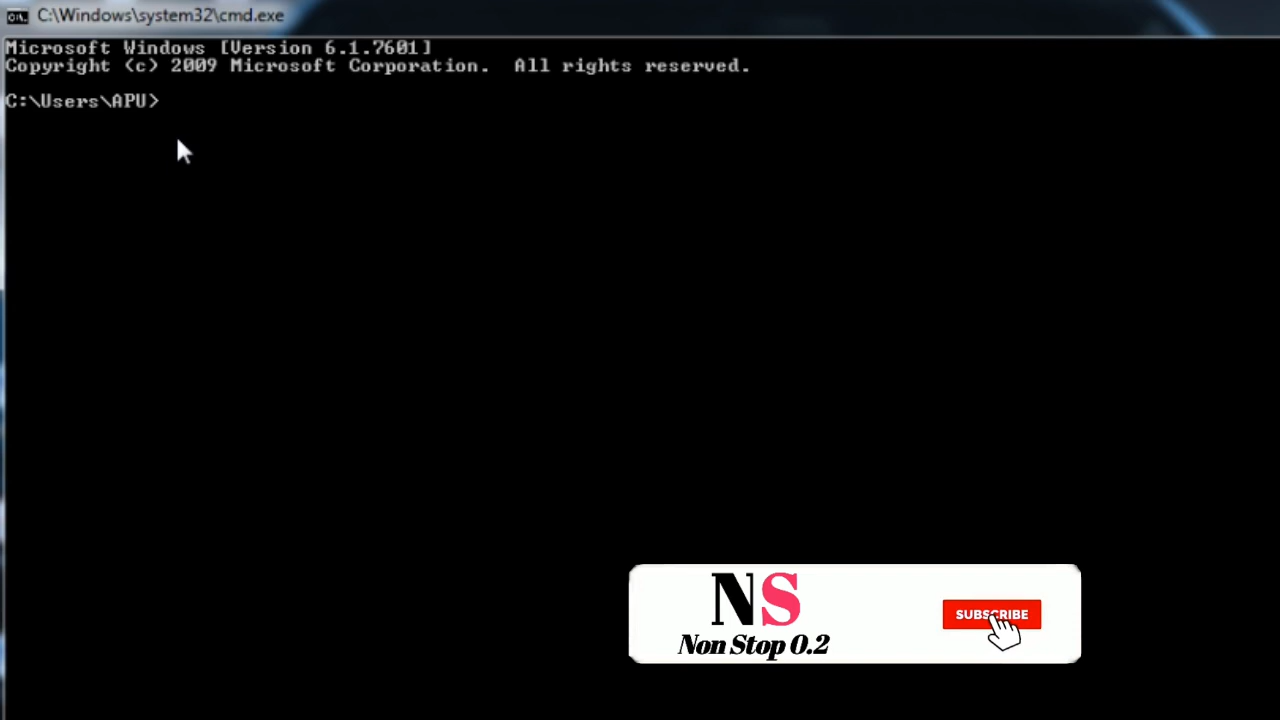 C:\Windows\system32\cmd.exe
Microsoft Windows [Version 6.1.7601]
Copyright (c) 2009 Microsoft Corporation.  All rights reserved.
C:\Users\APU>
NS
Non Stop 0.2
SUBSCRIBE